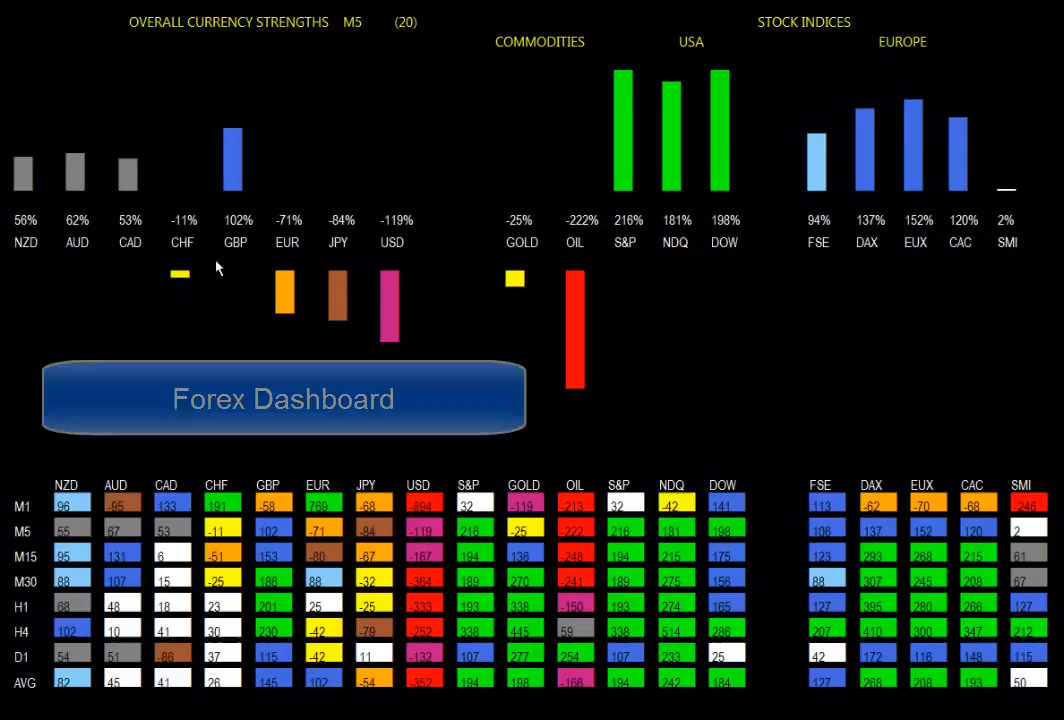 OVERALL CURRENCY STRENGTHS M5 (20) STOCK INDICES
COMMODITIES USA EUROPE
56% 62% 53% -11% 102% -71% -84% -119% -25% -222% 216% 181% 198% 94% 137% 152% 120% 2%
NZD AUD CAD CHF GBP EUR JPY USD GOLD OIL S&P NDQ DOW FSE DAX EUX CAC SMI
Forex Dashboard
NZD AUD CAD CHF GBP EUR JPY USD S&P GOLD OIL S&P NDQ DOW FSE DAX EUX CAC SMI
M1 96 -95 133 191 -58 769 -68 -894 32 -119 -213 32 -42 141 113 -62 -70 -68 -246
M5 55 67 53 -11 102 -71 -84 -119 216 -25 -222 216 181 198 106 137 152 120 2
M15 95 131 6 -51 153 -80 -67 -167 194 136 -248 194 215 175 123 293 268 215 61
M30 88 107 15 -25 186 88 -32 -364 189 270 -241 189 275 156 88 307 245 208 67
H1 68 48 18 23 201 25 -25 -333 193 338 -150 193 274 165 127 395 280 266 127
H4 102 10 41 30 230 -42 -79 -252 338 445 59 338 514 286 207 410 300 347 212
D1 54 51 -86 37 115 -42 11 -132 107 277 254 107 233 25 42 172 116 148 115
AVG 82 45 41 26 145 102 -54 -352 194 198 -166 194 242 184 127 268 208 193 50